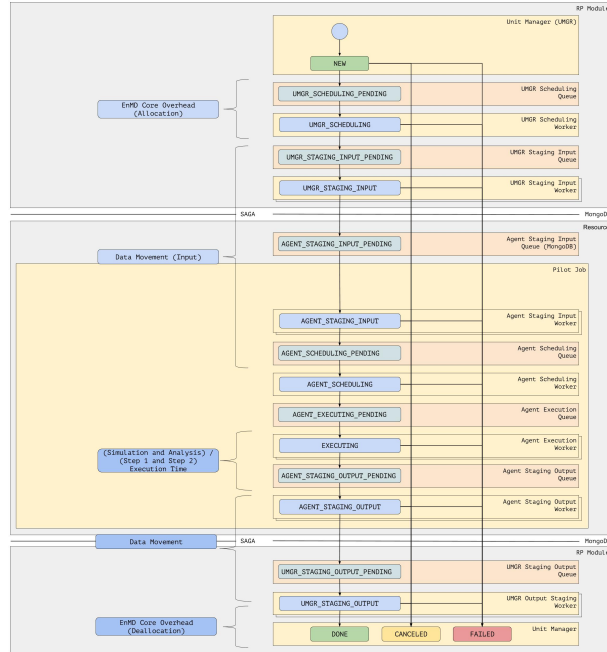 RP Module
Unit Manager (UMGR)
NEW
UMGR_SCHEDULING_PENDING
UMGR Scheduling
Queue
EnMD Core Overhead
(Allocation)
UMGR_SCHEDULING
UMGR Scheduling
Worker
UMGR_STAGING_INPUT_PENDING
UMGR Staging Input
Queue
UMGR_STAGING_INPUT
UMGR Staging Input
Worker
SAGA
MongoD
Resource
AGENT_STAGING_INPUT_PENDING
Agent Staging Input
Queue (MongoDB)
Data Movement (Input)
Pilot Job
AGENT_STAGING_INPUT
Agent Staging Input
Worker
AGENT_SCHEDULING_PENDING
Agent Scheduling
Queue
AGENT_SCHEDULING
Agent Scheduling
Worker
AGENT_EXECUTING_PENDING
Agent Execution
Queue
(Simulation and Analysis) /
(Step 1 and Step 2)
Execution Time
EXECUTING
Agent Execution
Worker
AGENT_STAGING_OUTPUT_PENDING
Agent Staging Output
Queue
AGENT_STAGING_OUTPUT
Agent Staging Output
Worker
Data Movement
SAGA
MongoD
RP Module
UMGR_STAGING_OUTPUT_PENDING
UMGR Staging Output
Queue
UMGR_STAGING_OUTPUT
UMGR Output Staging
Worker
EnMD Core Overhead
(Deallocation)
DONE
CANCELED
FAILED
Unit Manager